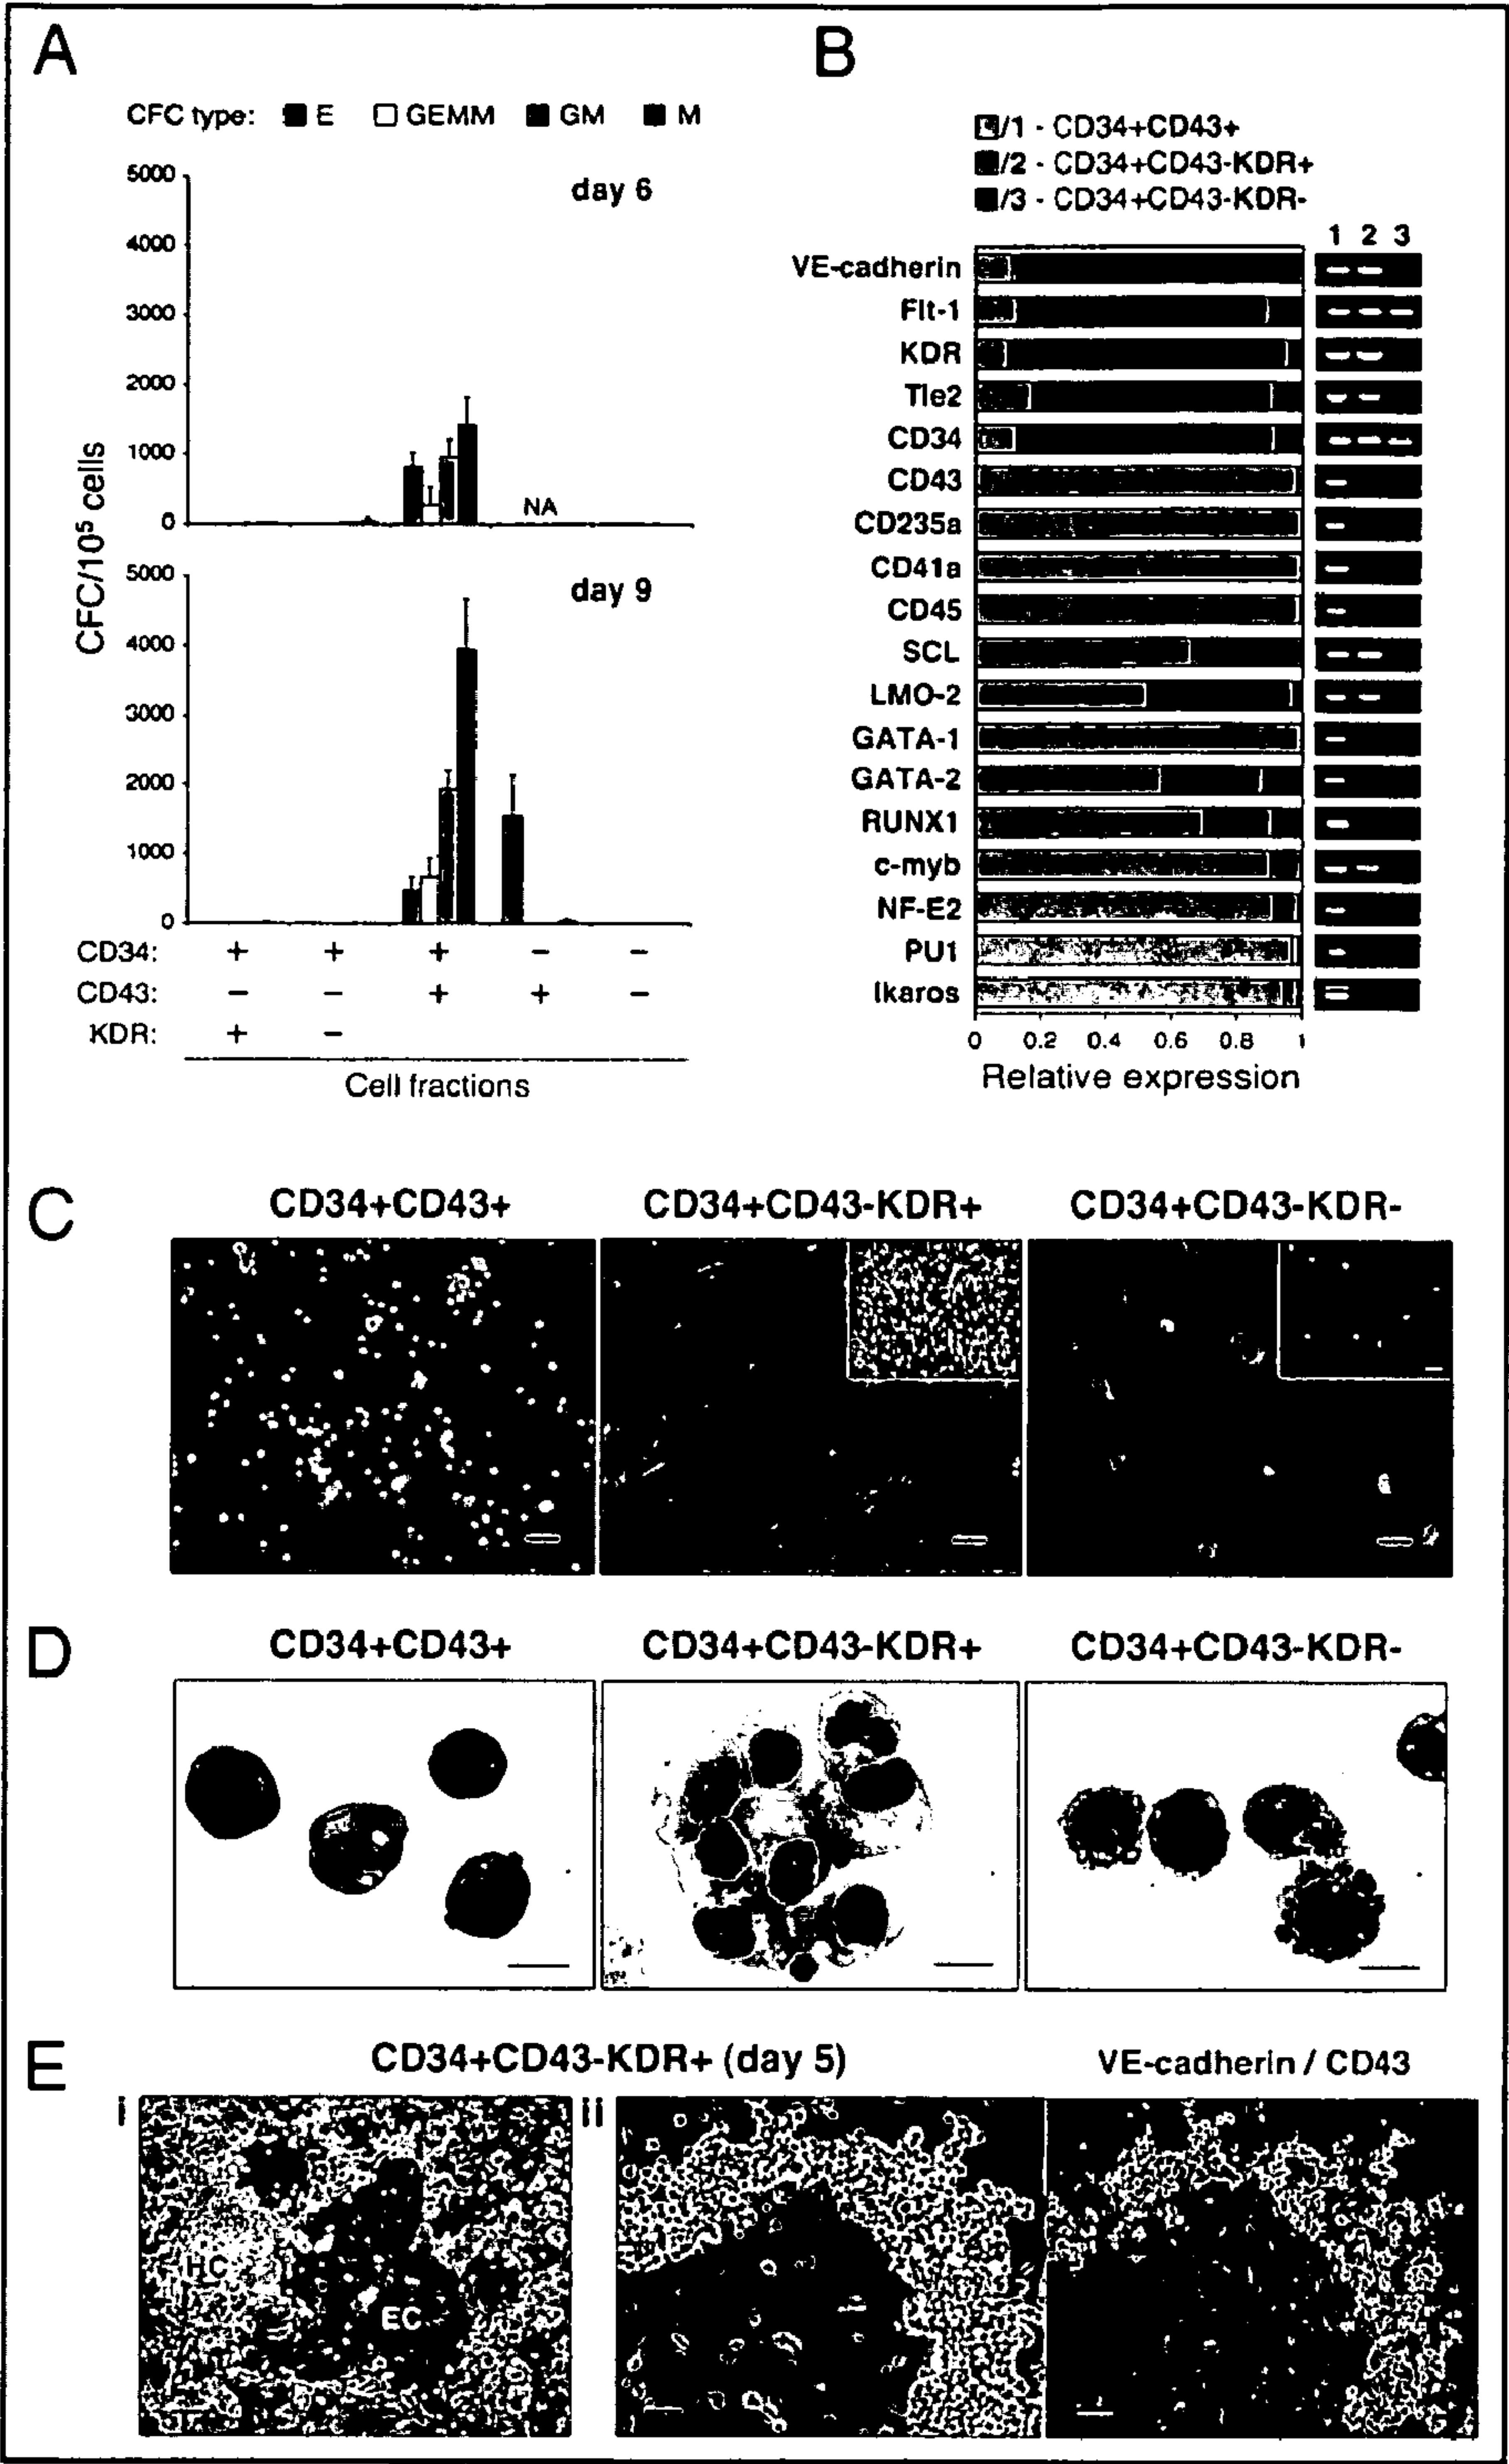 A
CFC type: E GEMM GM M
5000
4000
3000
2000
1000
0
day 6
NA
CFC/10⁵ cells
5000
4000
3000
2000
1000
0
day 9
CD34: + + + - -
CD43: - - + + -
KDR: + -
Cell fractions
B
/1 - CD34+CD43+
/2 - CD34+CD43-KDR+
/3 - CD34+CD43-KDR-
1 2 3
VE-cadherin
Flt-1
KDR
Tie2
CD34
CD43
CD235a
CD41a
CD45
SCL
LMO-2
GATA-1
GATA-2
RUNX1
c-myb
NF-E2
PU1
Ikaros
0 0.2 0.4 0.6 0.8 1
Relative expression
C
CD34+CD43+ CD34+CD43-KDR+ CD34+CD43-KDR-
D
CD34+CD43+ CD34+CD43-KDR+ CD34+CD43-KDR-
E
CD34+CD43-KDR+ (day 5) VE-cadherin / CD43
i ii
HC
EC